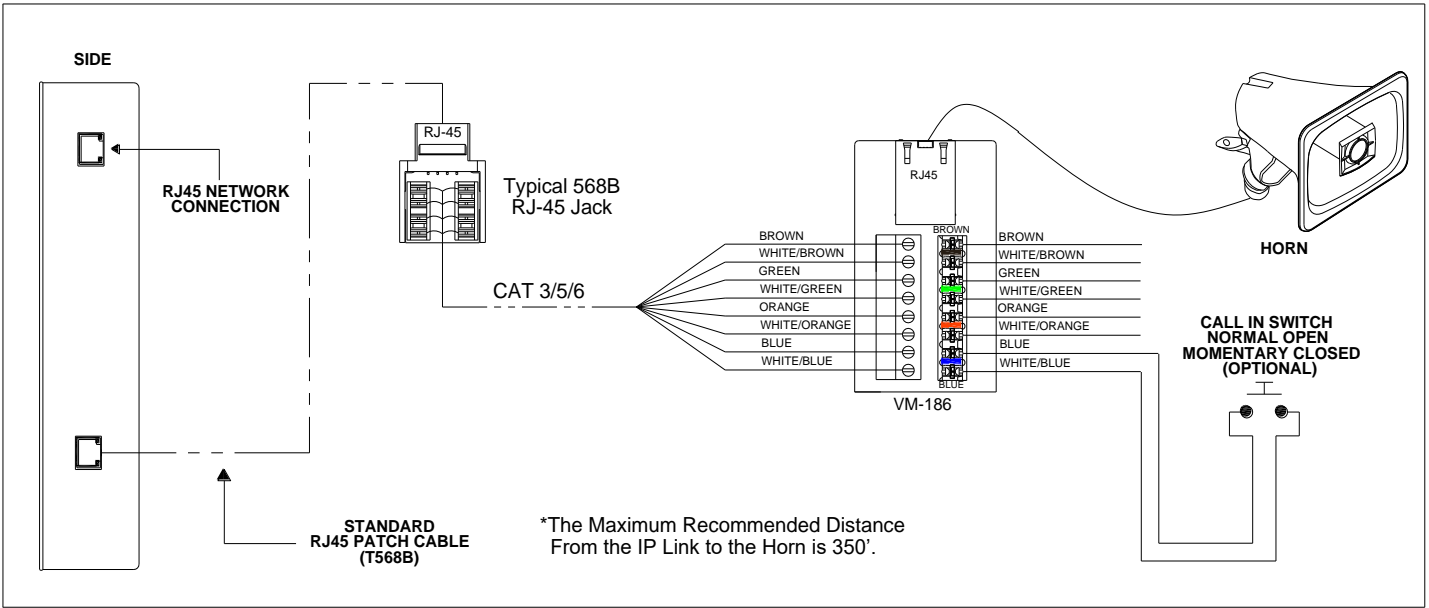 SIDE
RJ45 NETWORK
CONNECTION
STANDARD
RJ45 PATCH CABLE
(T568B)
RJ-45
Typical 568B
RJ-45 Jack
CAT 3/5/6
BROWN
WHITE/BROWN
GREEN
WHITE/GREEN
ORANGE
WHITE/ORANGE
BLUE
WHITE/BLUE
RJ45
BROWN
BLUE
VM-186
BROWN
WHITE/BROWN
GREEN
WHITE/GREEN
ORANGE
WHITE/ORANGE
BLUE
WHITE/BLUE
HORN
CALL IN SWITCH
NORMAL OPEN
MOMENTARY CLOSED
(OPTIONAL)
*The Maximum Recommended Distance
From the IP Link to the Horn is 350’.